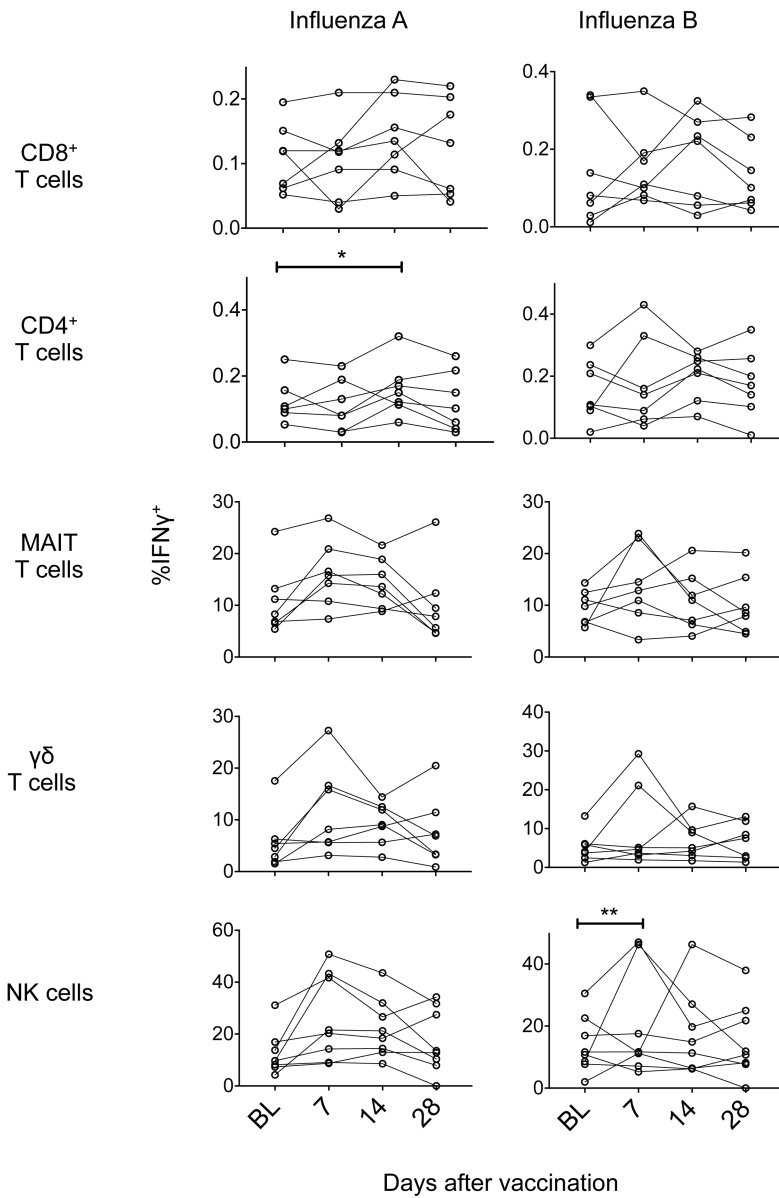 Influenza A
Influenza B
CD8⁺
T cells
0.2
0.1
0.0
0.4
0.2
0.0
*
CD4⁺
T cells
0.4
0.2
0.0
0.4
0.2
0.0
MAIT
T cells
%IFNγ⁺
30
20
10
0
30
20
10
0
γδ
T cells
30
20
10
0
40
30
20
10
0
**
NK cells
60
40
20
0
40
20
0
BL 7 14 28
BL 7 14 28
Days after vaccination